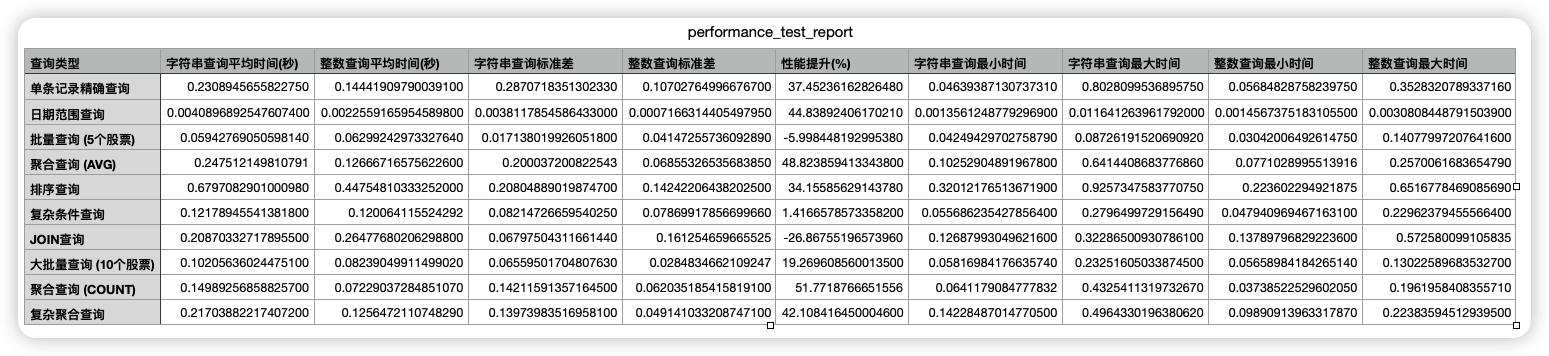 performance_test_report
查询类型 字符串查询平均时间(秒) 整数查询平均时间(秒) 字符串查询标准差 整数查询标准差 性能提升(%) 字符串查询最小时间 字符串查询最大时间 整数查询最小时间 整数查询最大时间
单条记录精确查询 0.2308945655822750 0.14441909790039100 0.2870718351302330 0.10702764996676700 37.45236162826480 0.04639387130737310 0.8028099536895750 0.05684828758239750 0.3528320789337160
日期范围查询 0.0040896892547607400 0.0022559165954589800 0.0038117854586433000 0.0007166314405497950 44.83892406170210 0.0013561248779296900 0.011641263961792000 0.0014567375183105500 0.0030808448791503900
批量查询 (5个股票) 0.05942769050598140 0.06299242973327640 0.017138019926051800 0.04147255736092890 -5.998448192995380 0.04249429702758790 0.08726191520690920 0.03042006492614750 0.14077997207641600
聚合查询 (AVG) 0.247512149810791 0.12666716575622600 0.200037200822543 0.06855326535683850 48.823859413343800 0.10252904891967800 0.6414408683776860 0.0771028995513916 0.2570061683654790
排序查询 0.6797082901000980 0.44754810333252000 0.20804889019874700 0.14242206438202500 34.15585629143780 0.32012176513671900 0.9257347583770750 0.223602294921875 0.6516778469085690
复杂条件查询 0.12178945541381800 0.120064115524292 0.08214726659540250 0.07869917856699660 1.4166578573358200 0.055686235427856400 0.2796499729156490 0.047940969467163100 0.22962379455566400
JOIN查询 0.20870332717895500 0.26477680206298800 0.06797504311661440 0.161254659665525 -26.86755196573960 0.12687993049621600 0.32286500930786100 0.13789796829223600 0.572580099105835
大批量查询 (10个股票) 0.10205636024475100 0.08239049911499020 0.06559501704807630 0.0284834662109247 19.269608560013500 0.05816984176635740 0.23251605033874500 0.05658984184265140 0.13022589683532700
聚合查询 (COUNT) 0.14989256858825700 0.07229037284851070 0.14211591357164500 0.062035185415819100 51.7718766651556 0.0641179084777832 0.4325411319732670 0.03738522529602050 0.1961958408355710
复杂聚合查询 0.21703882217407200 0.1256472110748290 0.13973983516958100 0.049141033208747100 42.108416450004600 0.14228487014770500 0.4964330196380620 0.09890913963317870 0.22383594512939500